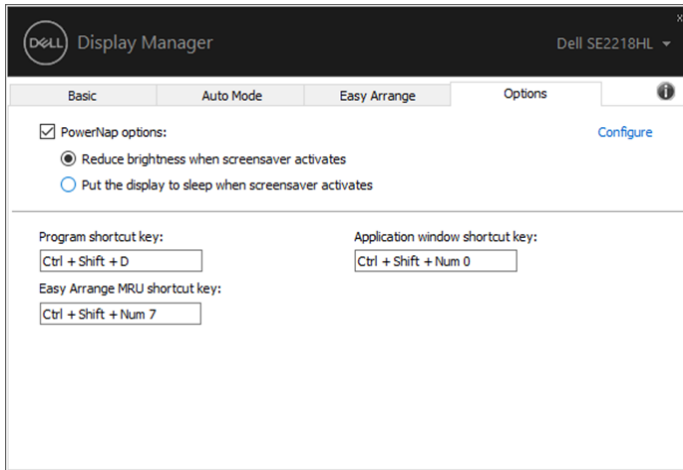 x
DELL Display Manager Dell SE2218HL
Basic Auto Mode Easy Arrange Options i
PowerNap options: Configure
Reduce brightness when screensaver activates
Put the display to sleep when screensaver activates
Program shortcut key: Application window shortcut key:
Ctrl + Shift + D Ctrl + Shift + Num 0
Easy Arrange MRU shortcut key:
Ctrl + Shift + Num 7